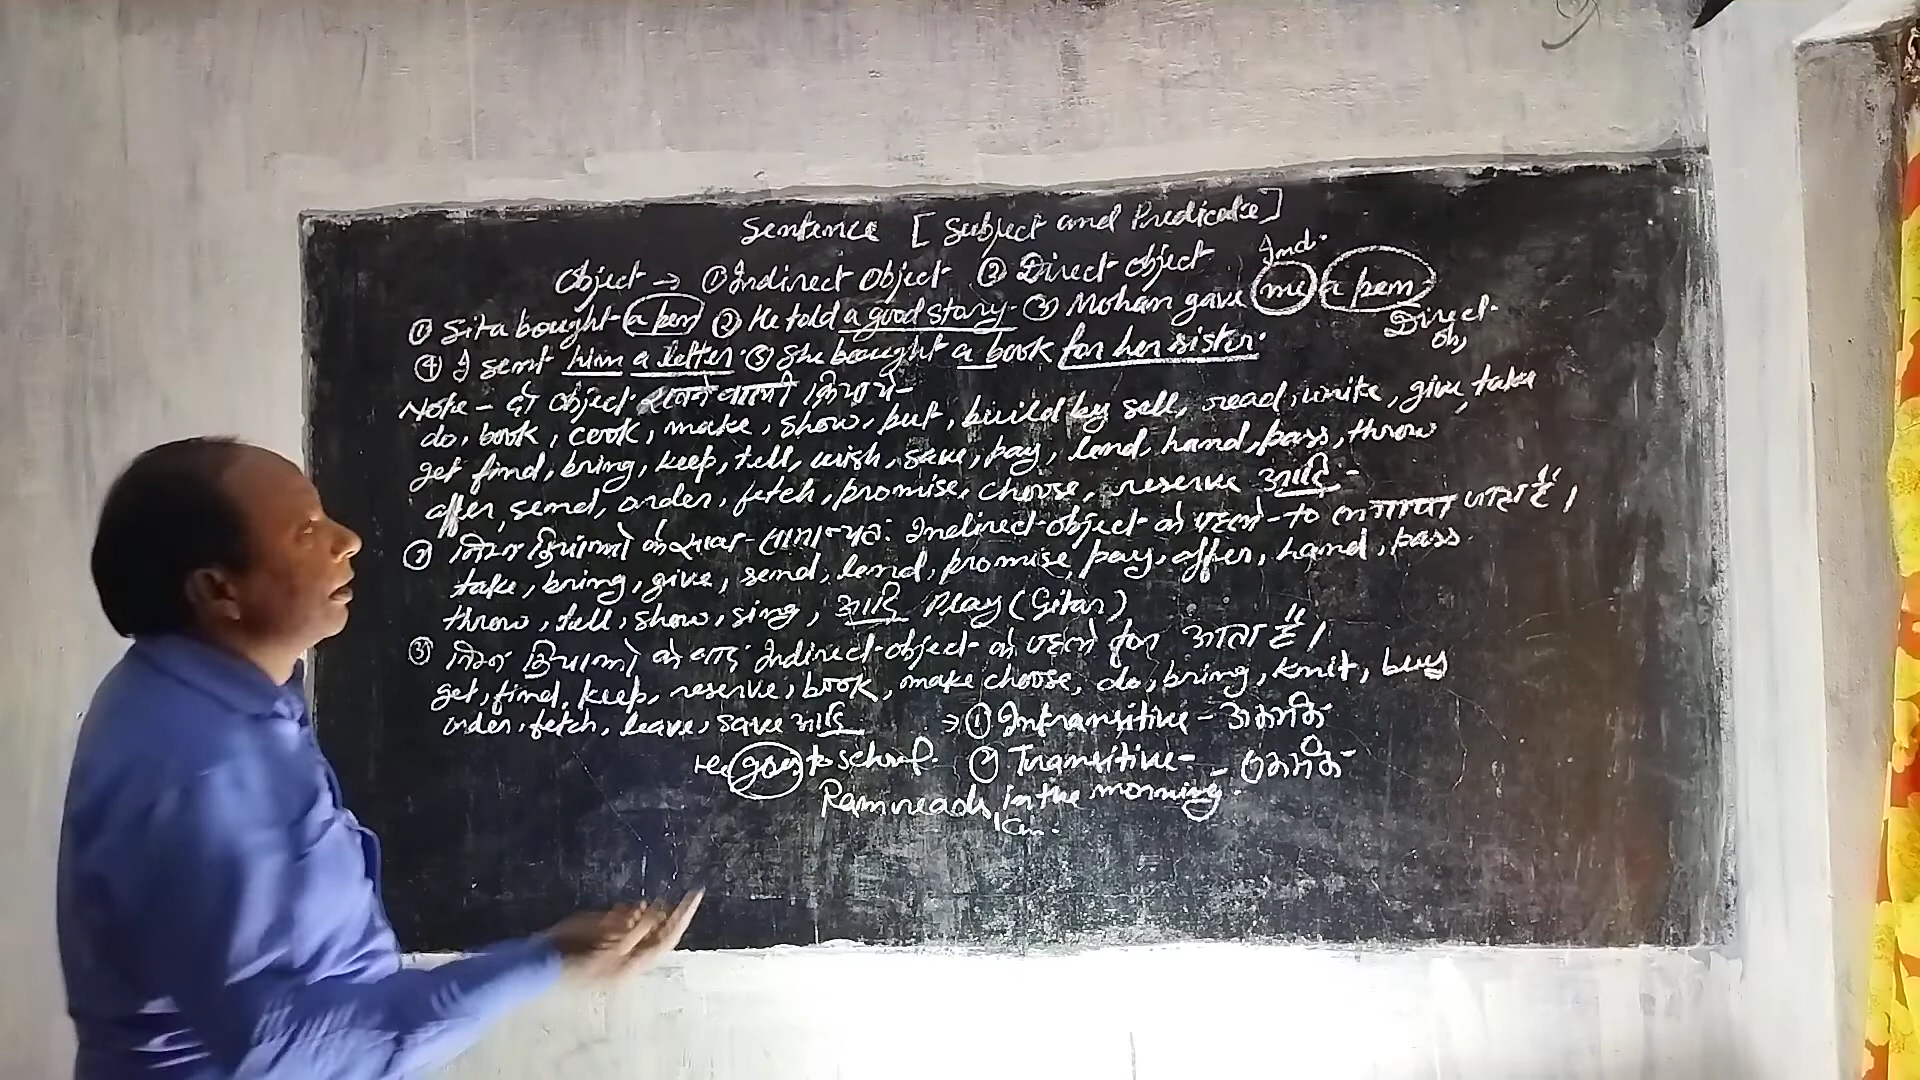 Sentence [Subject and Predicate]
Object → ① Indirect Object ② Direct object
Ind.
① Sita bought a pen ② He told a good story. ③ Mohan gave me a pen
Direct.
Obj
④ I sent him a letter. ⑤ She bought a book for her sister.
Note - दो object रखने वाली क्रियायें-
do, book, cook, make, show, but, build by sell, read, write, give, take
get find, bring, keep, tell, wish, save, pay, lend, hand, pass, throw
offer, send, order, fetch, promise, choose, reserve आदि -
② निम्न क्रियाओं के साथ सामान्यतः Indirect object के पहले to लगाया जाता है।
take, bring, give, send, lend, promise, pay, offer, hand, pass.
throw, tell, show, sing, आदि Play (Gitar)
③ निम्न क्रियाओं के बाद Indirect object के पहले for आता है।
get, find, keep, reserve, book, make choose, do, bring, knit, buy
order, fetch, leave, save आदि → ① Intransitive - अकर्मक
He goes to school. ② Transitive - सकर्मक
Ram reads in the morning.